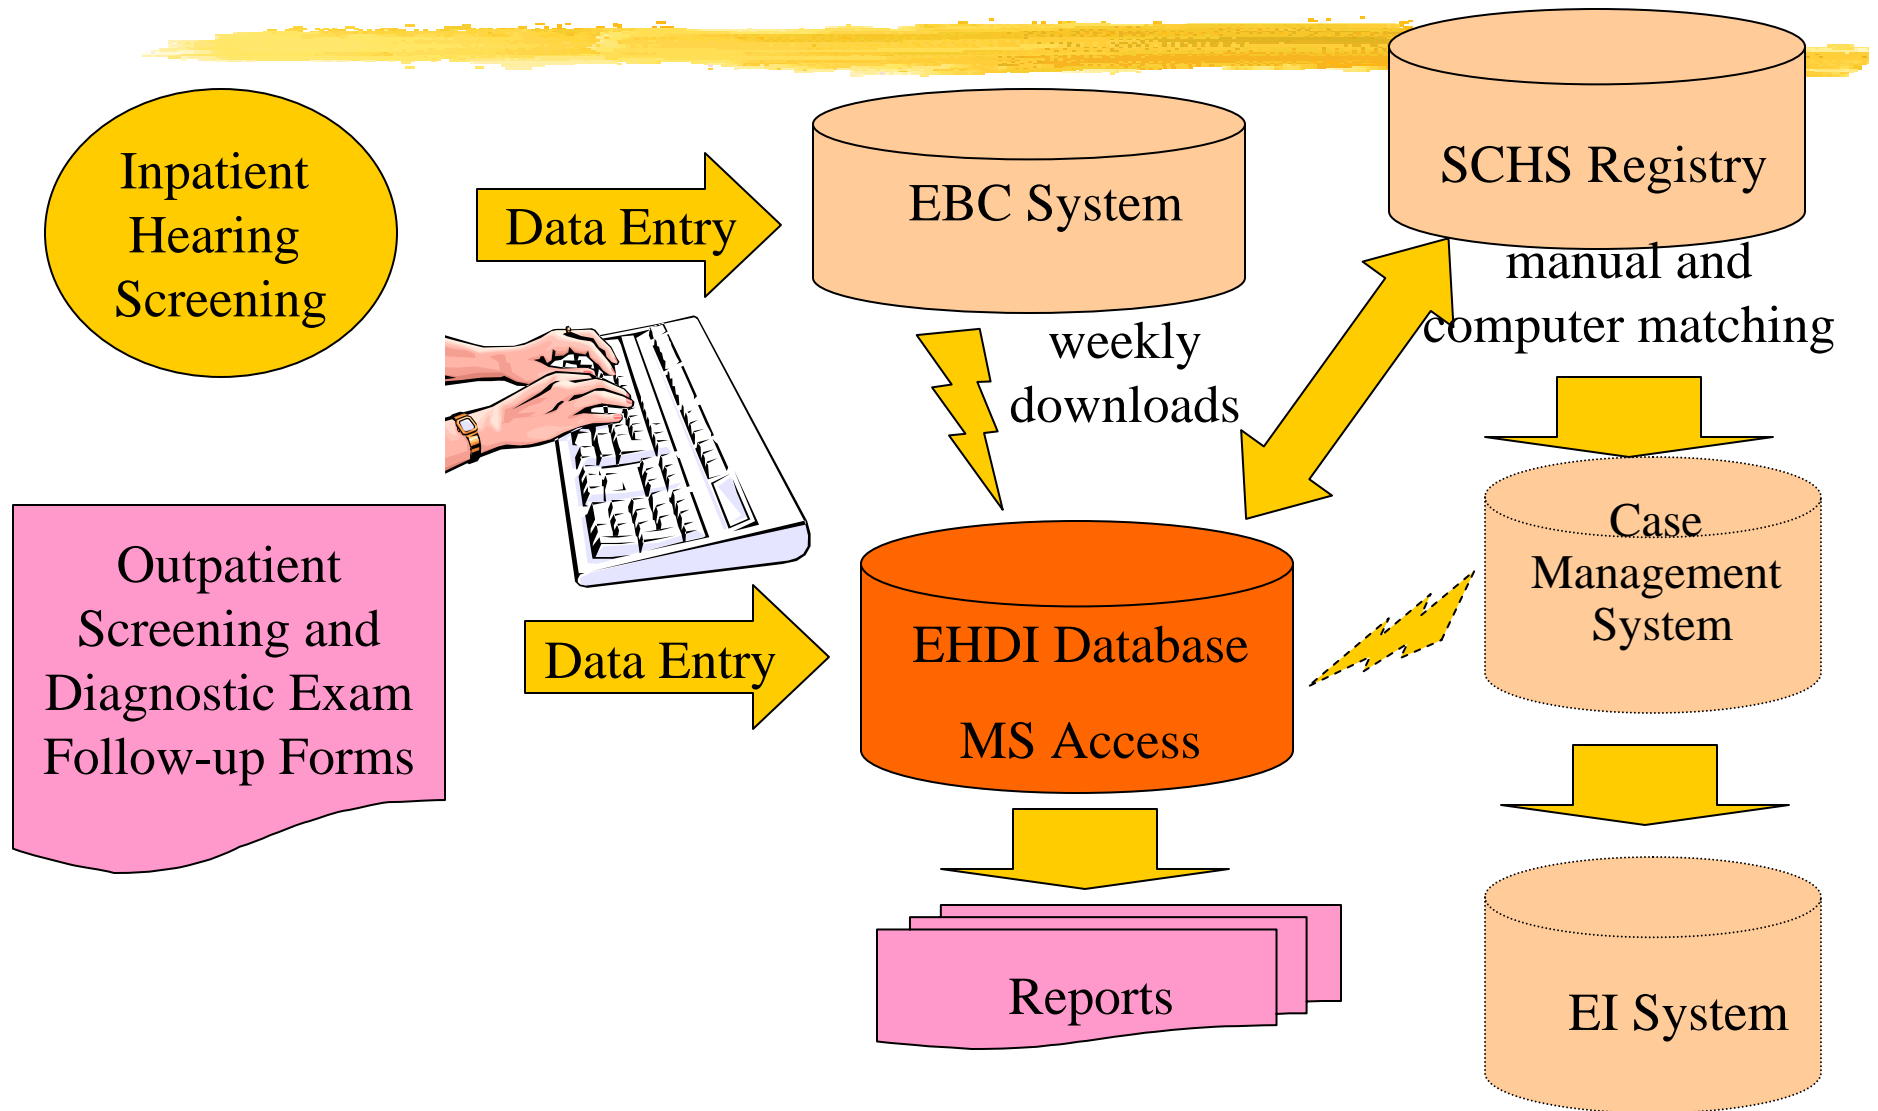 Inpatient
Hearing
Screening
Data Entry
EBC System
SCHS Registry
manual and
computer matching
weekly
downloads
Outpatient
Screening and
Diagnostic Exam
Follow-up Forms
Data Entry
EHDI Database
MS Access
Case
Management
System
Reports
EI System